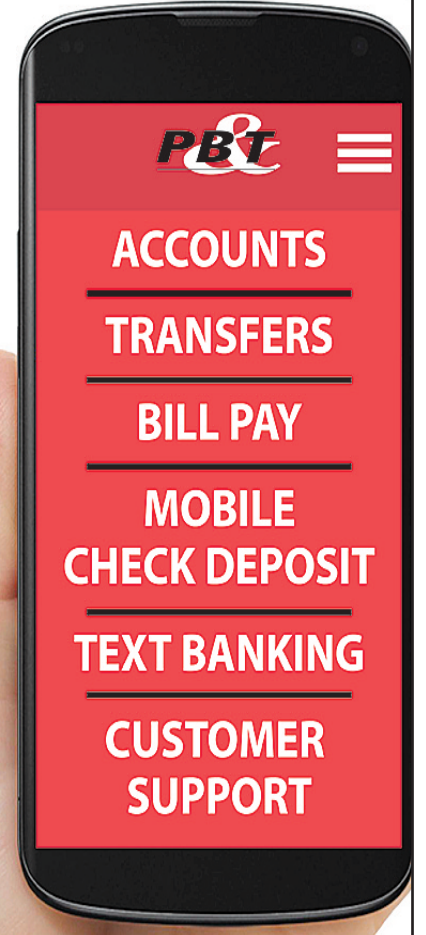 PB&T
ACCOUNTS
TRANSFERS
BILL PAY
MOBILE
CHECK DEPOSIT
TEXT BANKING
CUSTOMER
SUPPORT